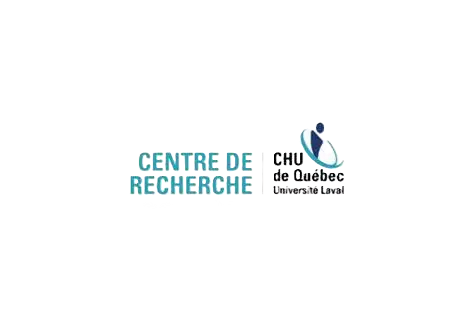 CENTRE DE
RECHERCHE
CHU
de Québec
Université Laval